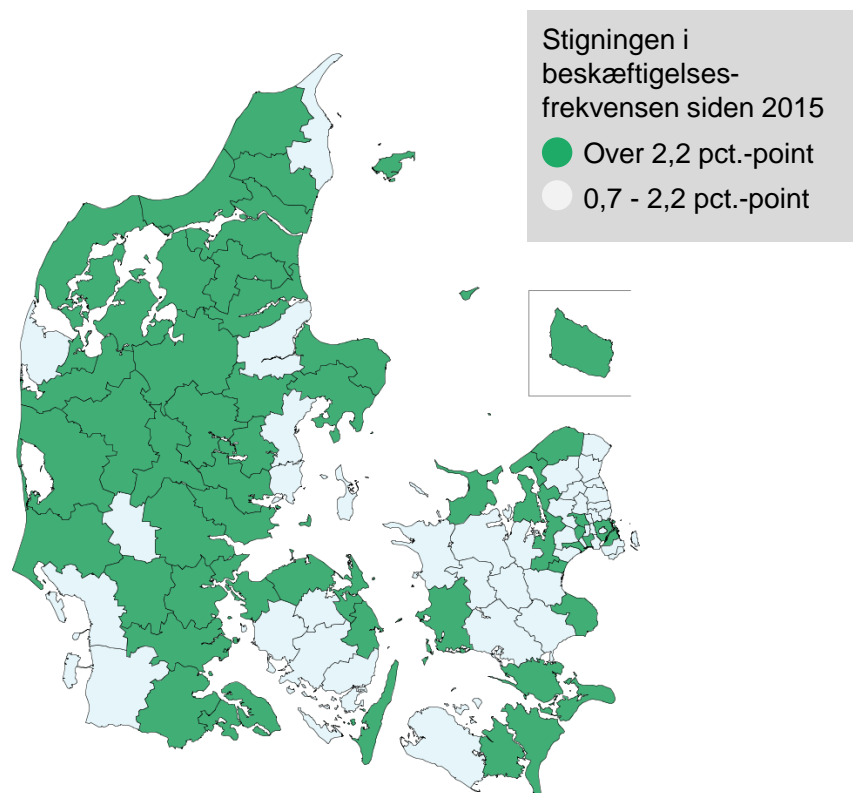 Stigningen i
beskæftigelses-
frekvensen siden 2015
Over 2,2 pct.-point
0,7 - 2,2 pct.-point